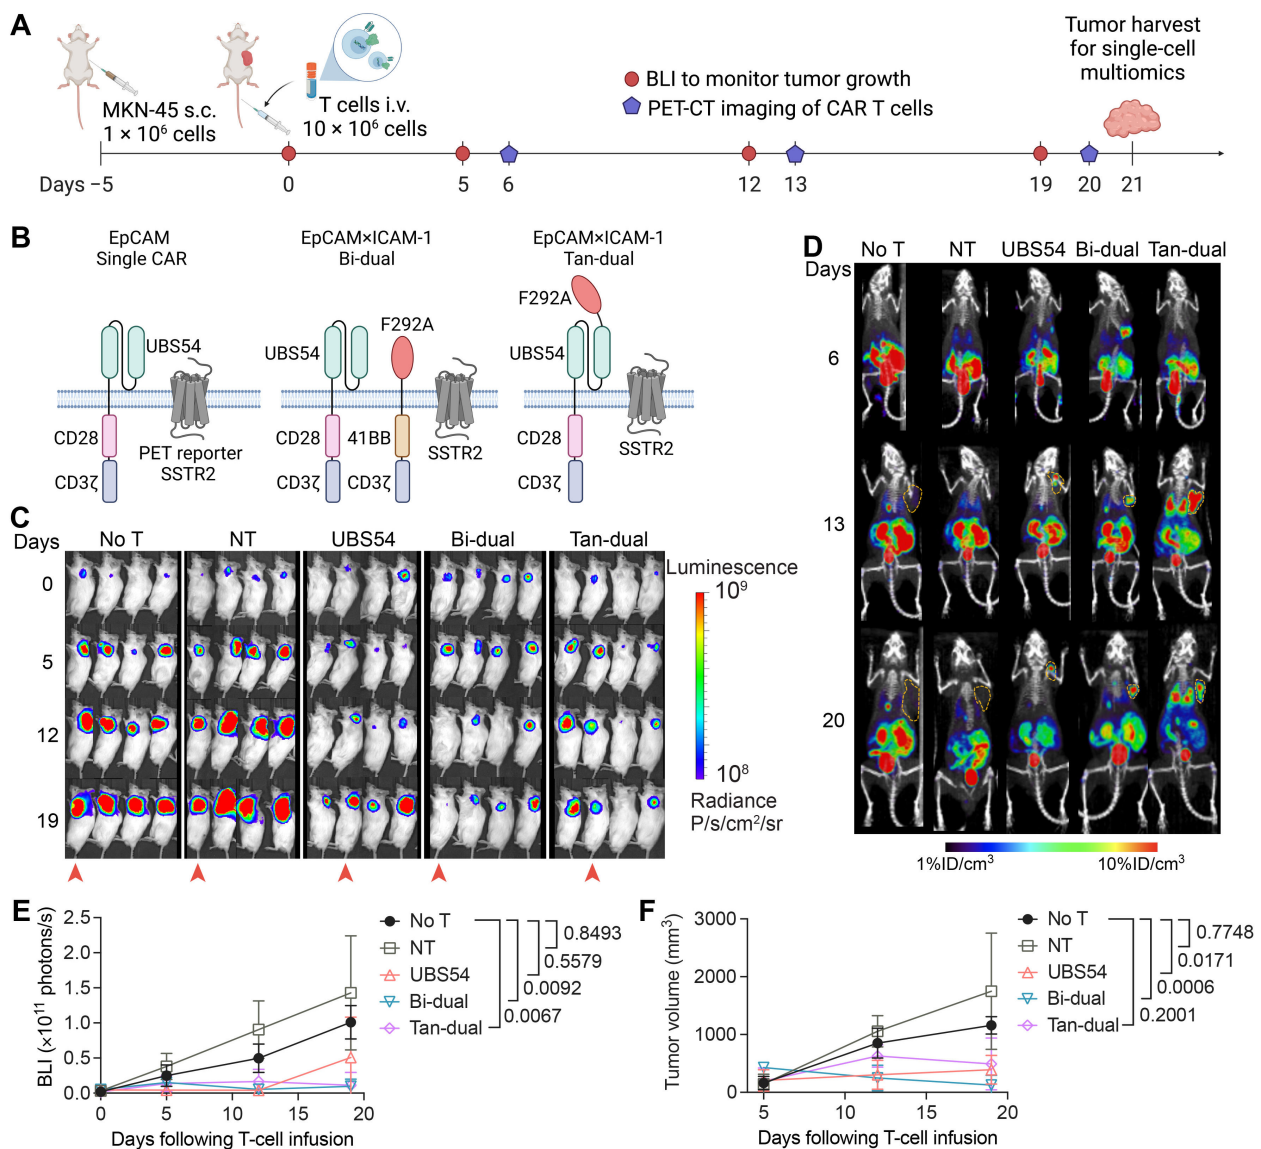 A
MKN-45 s.c.
1 × 10⁶ cells
T cells i.v.
10 × 10⁶ cells
BLI to monitor tumor growth
PET-CT imaging of CAR T cells
Tumor harvest
for single-cell
multiomics
Days −5
0
5
6
12
13
19
20
21
B
EpCAM
Single CAR
UBS54
CD28
CD3ζ
PET reporter
SSTR2
EpCAM×ICAM-1
Bi-dual
F292A
UBS54
CD28
41BB
CD3ζ
CD3ζ
SSTR2
EpCAM×ICAM-1
Tan-dual
F292A
UBS54
CD28
CD3ζ
SSTR2
C
Days
No T
NT
UBS54
Bi-dual
Tan-dual
0
5
12
19
Luminescence
10⁹
10⁸
Radiance
P/s/cm²/sr
D
Days
No T
NT
UBS54
Bi-dual
Tan-dual
6
13
20
1%ID/cm³
10%ID/cm³
E
BLI (×10¹¹ photons/s)
2.5
2.0
1.5
1.0
0.5
0.0
0
5
10
15
20
Days following T-cell infusion
No T
NT
UBS54
Bi-dual
Tan-dual
0.8493
0.5579
0.0092
0.0067
F
Tumor volume (mm³)
3000
2000
1000
0
5
10
15
20
Days following T-cell infusion
No T
NT
UBS54
Bi-dual
Tan-dual
0.7748
0.0171
0.0006
0.2001